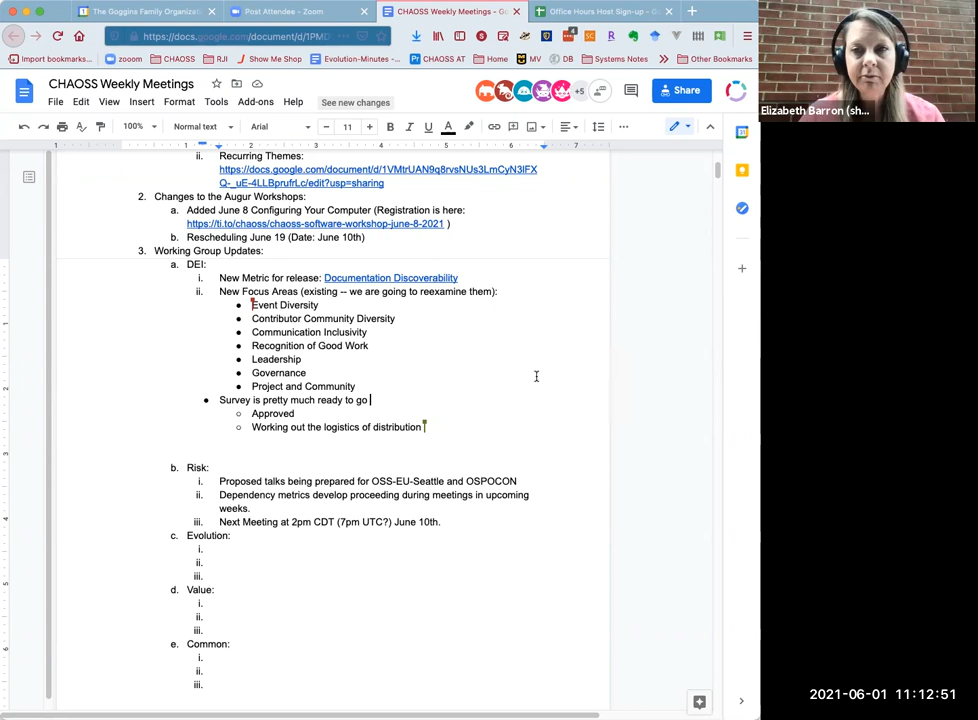 The Goggins Family Organizat
Post Attendee - Zoom
CHAOSS Weekly Meetings - Go
Office Hours Host Sign-up - G
https://docs.google.com/document/d/1PMD
Import bookmarks...
zooom
CHAOSS
RJI
Show Me Shop
Evolution-Minutes -...
CHAOSS AT
Home
MV
DB
Systems Notes
Other Bookmarks
CHAOSS Weekly Meetings
File Edit View Insert Format Tools Add-ons Help
See new changes
+5
Share
100%
Normal text
Arial
11
Elizabeth Barron (sh...
ii. Recurring Themes:
https://docs.google.com/document/d/1VMtrUAN9q8rvsNUs3LmCyN3lFX
Q-_uE-4LLBprufrLc/edit?usp=sharing
2. Changes to the Augur Workshops:
a. Added June 8 Configuring Your Computer (Registration is here:
https://ti.to/chaoss/chaoss-software-workshop-june-8-2021 )
b. Rescheduling June 19 (Date: June 10th)
3. Working Group Updates:
a. DEI:
i. New Metric for release: Documentation Discoverability
ii. New Focus Areas (existing -- we are going to reexamine them):
● Event Diversity
● Contributor Community Diversity
● Communication Inclusivity
● Recognition of Good Work
● Leadership
● Governance
● Project and Community
● Survey is pretty much ready to go
○ Approved
○ Working out the logistics of distribution
b. Risk:
i. Proposed talks being prepared for OSS-EU-Seattle and OSPOCON
ii. Dependency metrics develop proceeding during meetings in upcoming
weeks.
iii. Next Meeting at 2pm CDT (7pm UTC?) June 10th.
c. Evolution:
i.
ii.
iii.
d. Value:
i.
ii.
iii.
e. Common:
i.
ii.
iii.
2021-06-01 11:12:51